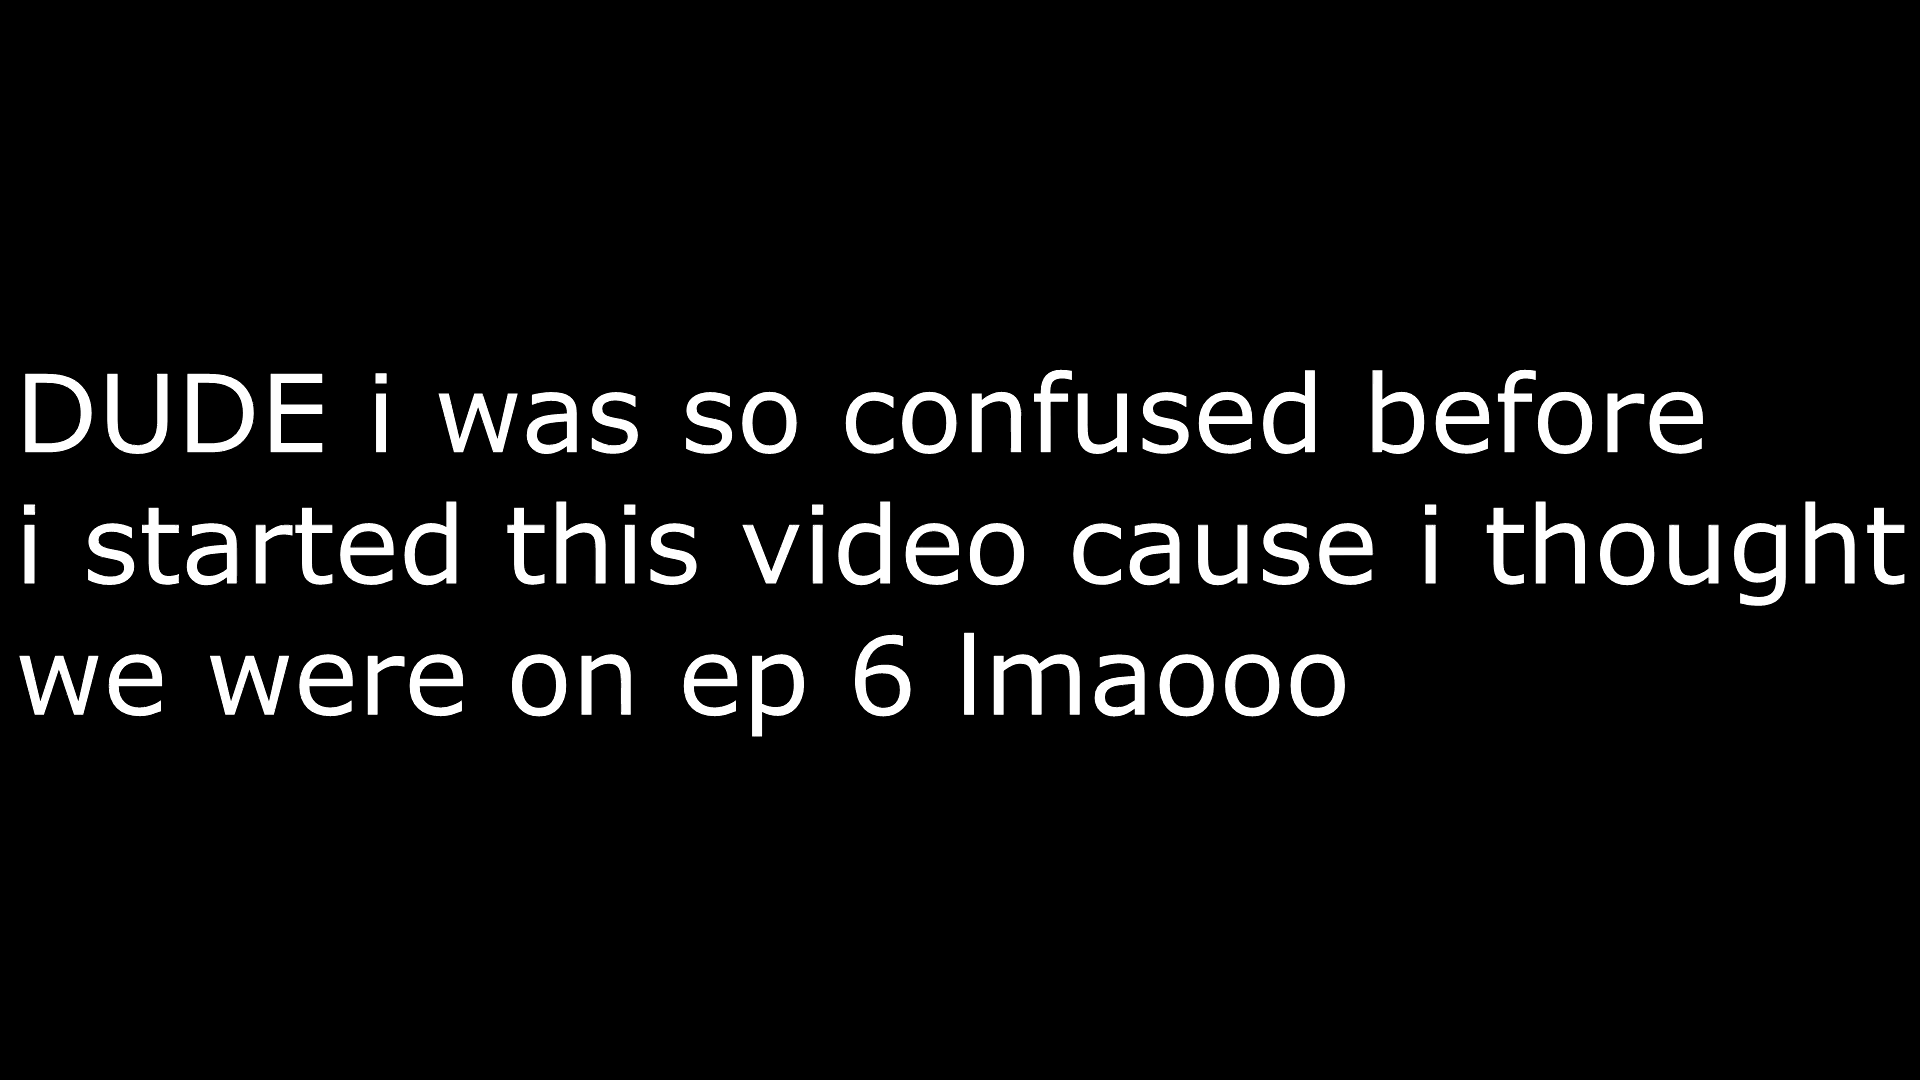 DUDE i was so confused before
i started this video cause i thought
we were on ep 6 lmaooo